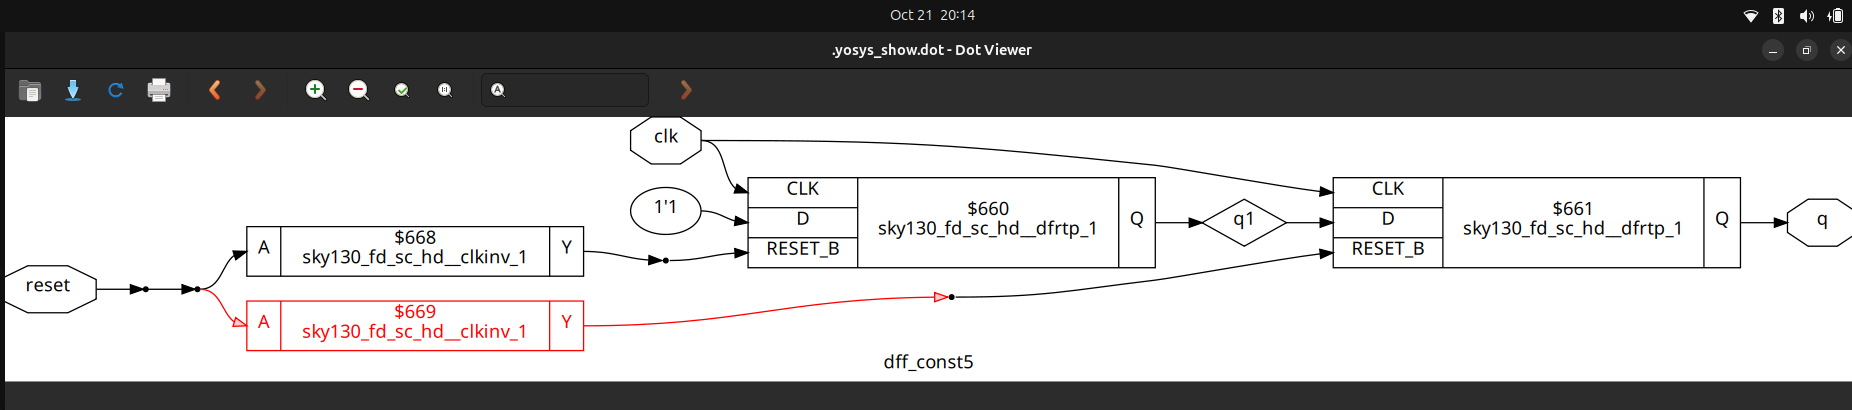 Oct 21 20:14
.yosys_show.dot - Dot Viewer
clk
1'1
CLK
D
RESET_B
$660
sky130_fd_sc_hd__dfrtp_1
Q
q1
CLK
D
RESET_B
$661
sky130_fd_sc_hd__dfrtp_1
Q
q
reset
A
$668
sky130_fd_sc_hd__clkinv_1
Y
A
$669
sky130_fd_sc_hd__clkinv_1
Y
dff_const5